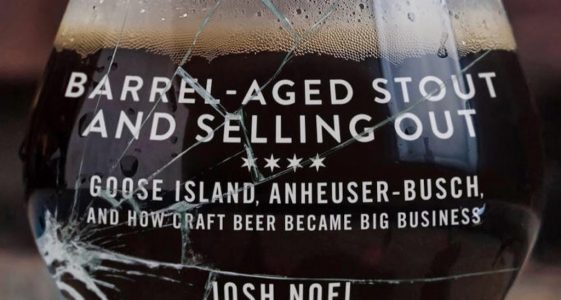 BARREL-AGED STOUT
AND SELLING OUT
GOOSE ISLAND, ANHEUSER-BUSCH,
AND HOW CRAFT BEER BECAME BIG BUSINESS
JOSH NOEL